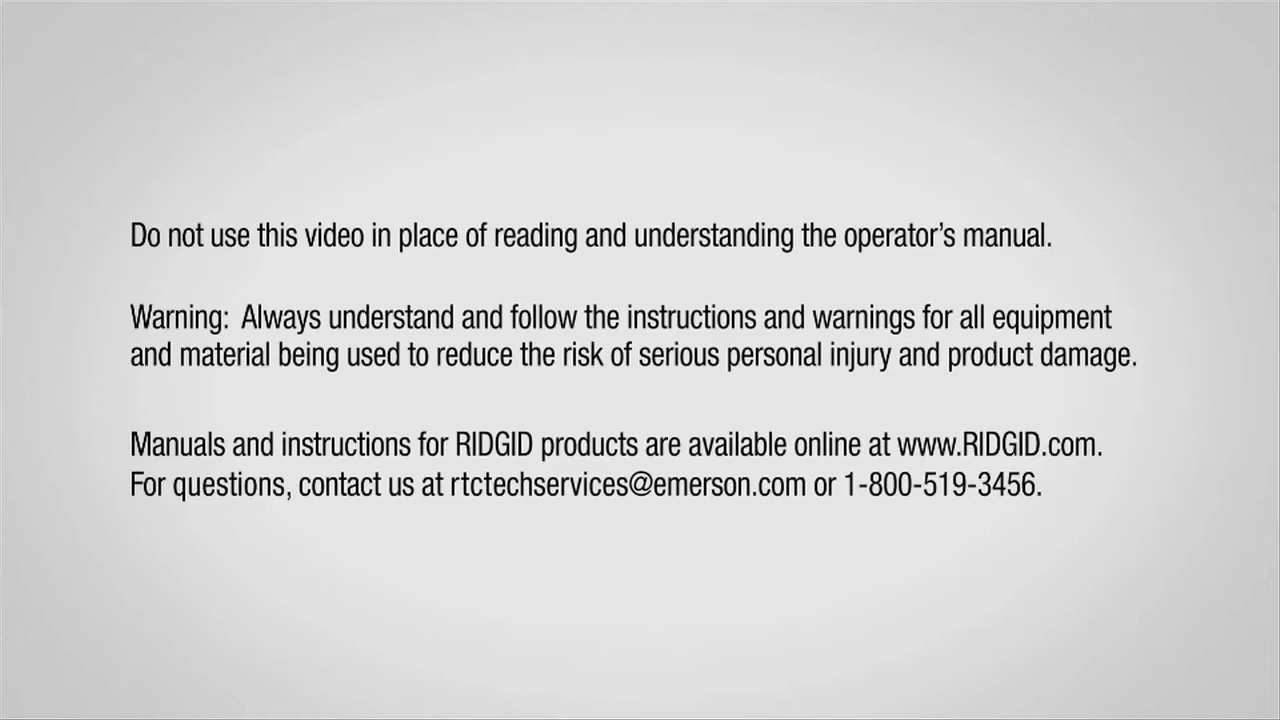 Do not use this video in place of reading and understanding the operator’s manual.
Warning:  Always understand and follow the instructions and warnings for all equipment
and material being used to reduce the risk of serious personal injury and product damage.
Manuals and instructions for RIDGID products are available online at www.RIDGID.com.
For questions, contact us at rtctechservices@emerson.com or 1-800-519-3456.